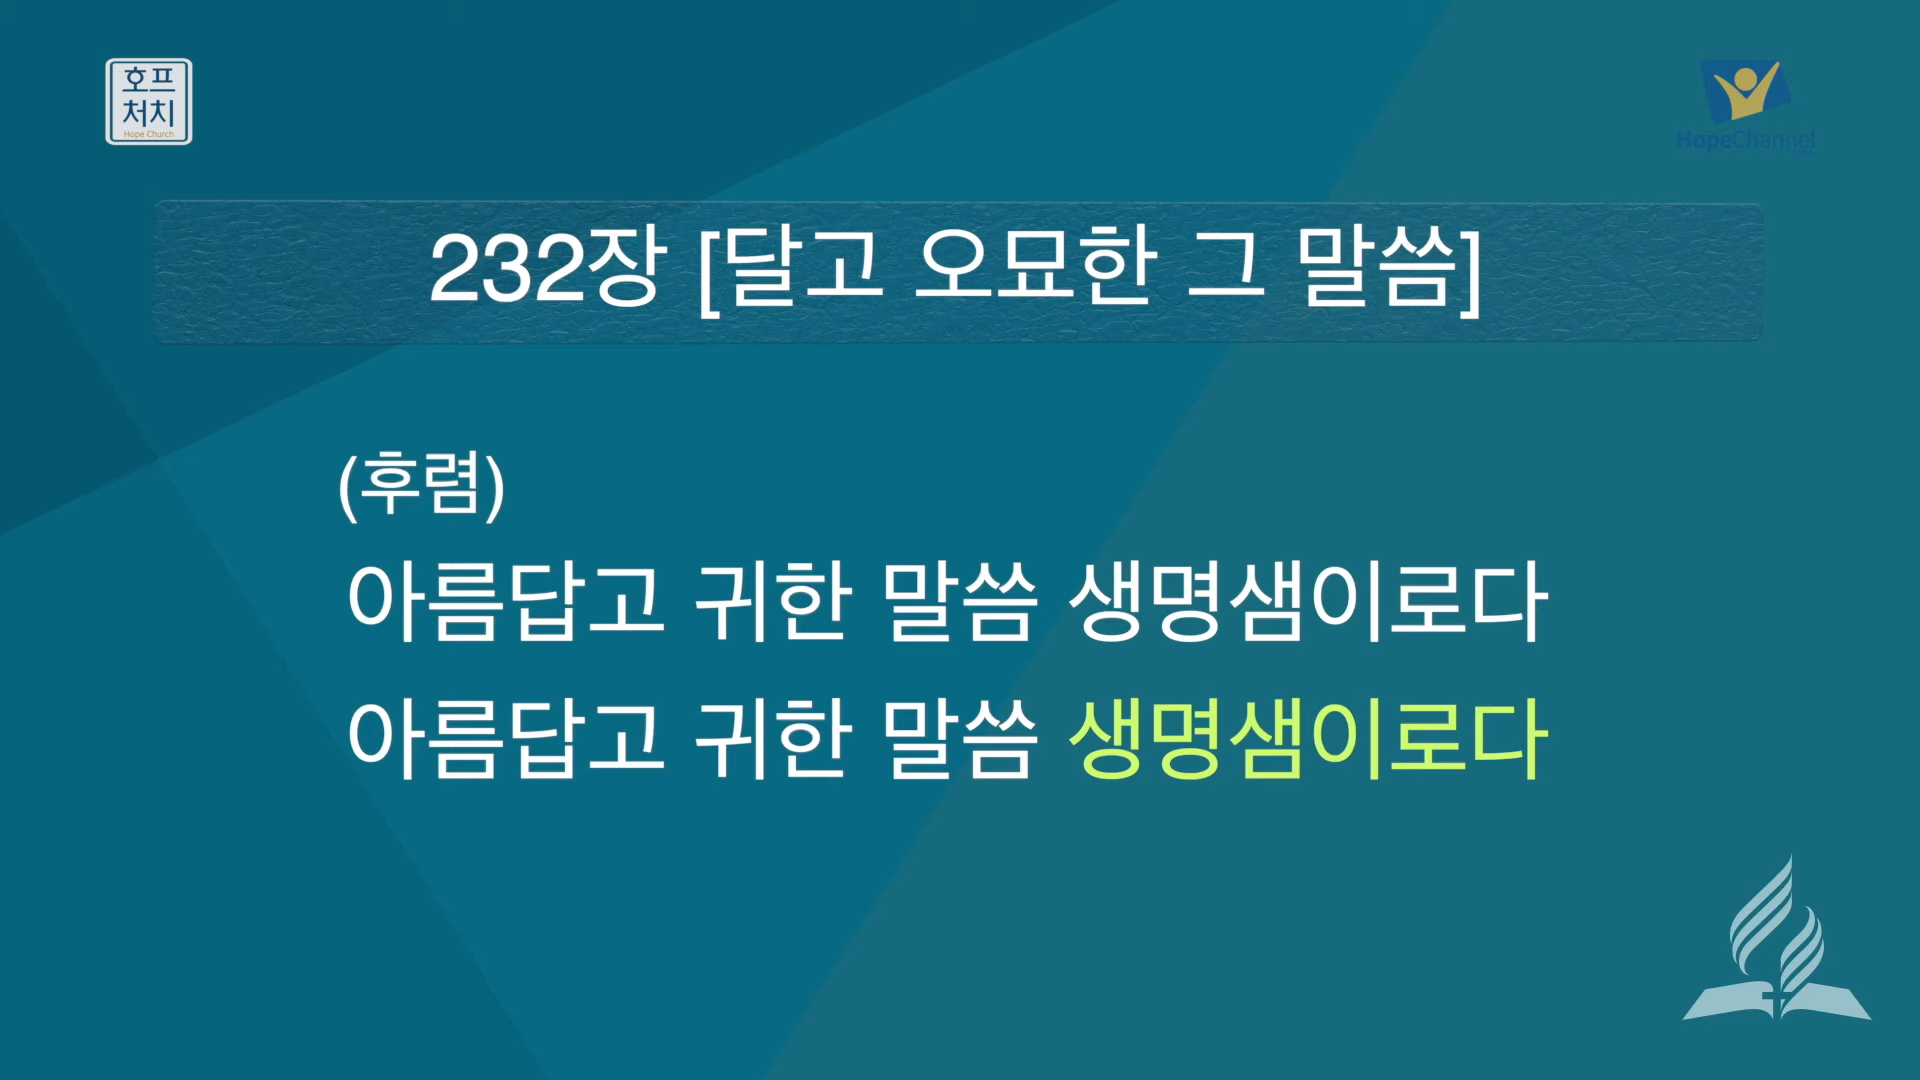 호프
처치
Hope Church
HopeChannel
232장 [달고 오묘한 그 말씀]
(후렴)
아름답고 귀한 말씀 생명샘이로다
아름답고 귀한 말씀 생명샘이로다